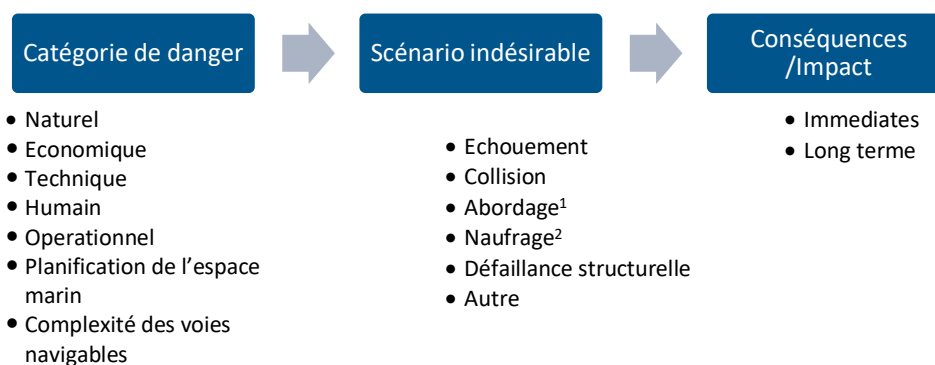 Catégorie de danger
• Naturel
• Economique
• Technique
• Humain
• Operationnel
• Planification de l'espace
marin
• Complexité des voies
navigables
Scénario indésirable
• Echouement
• Collision
• Abordage¹
• Naufrage²
• Défaillance structurelle
• Autre
Conséquences
/Impact
• Immediates
• Long terme